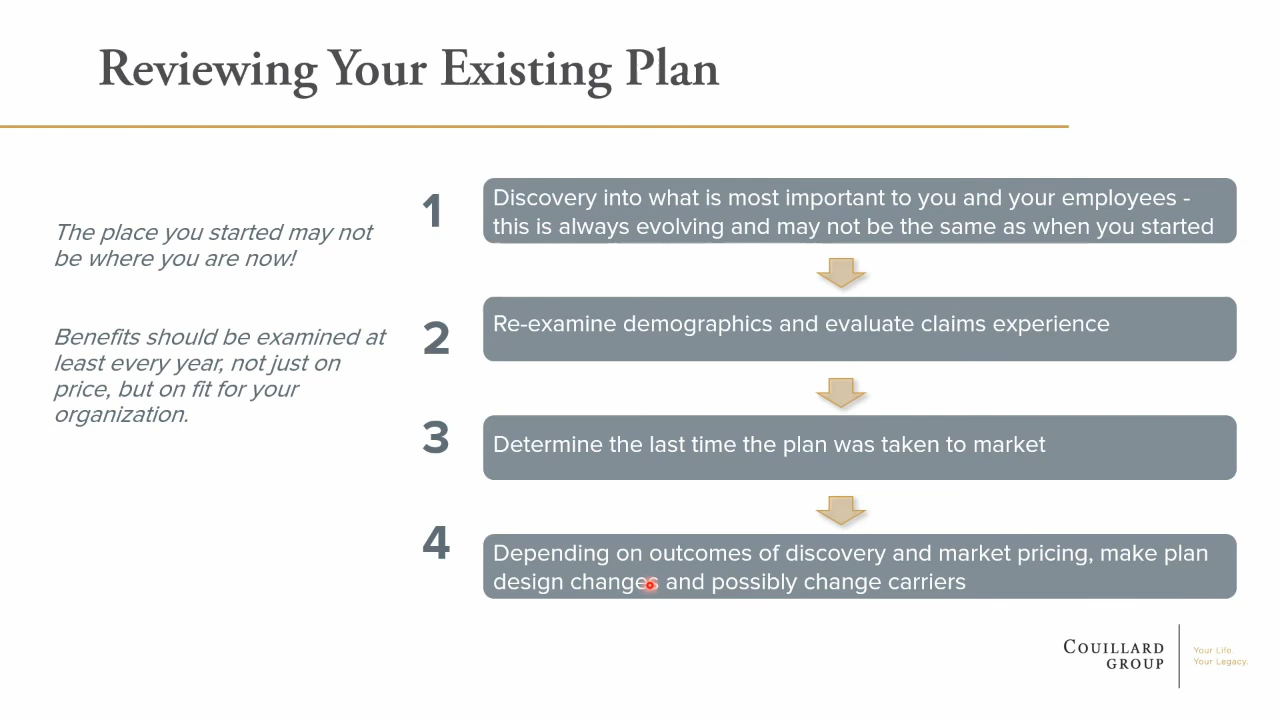 Reviewing Your Existing Plan
The place you started may not
be where you are now!
Benefits should be examined at
least every year, not just on
price, but on fit for your
organization.
1
Discovery into what is most important to you and your employees -
this is always evolving and may not be the same as when you started
2
Re-examine demographics and evaluate claims experience
3
Determine the last time the plan was taken to market
4
Depending on outcomes of discovery and market pricing, make plan
design changes and possibly change carriers
COUILLARD
GROUP
Your Life.
Your Legacy.